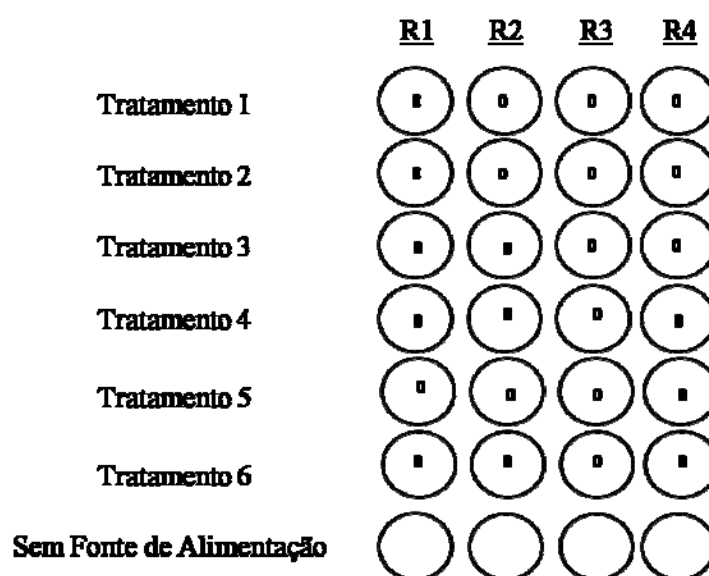 R1 R2 R3 R4
Tratamento 1
Tratamento 2
Tratamento 3
Tratamento 4
Tratamento 5
Tratamento 6
Sem Fonte de Alimentação